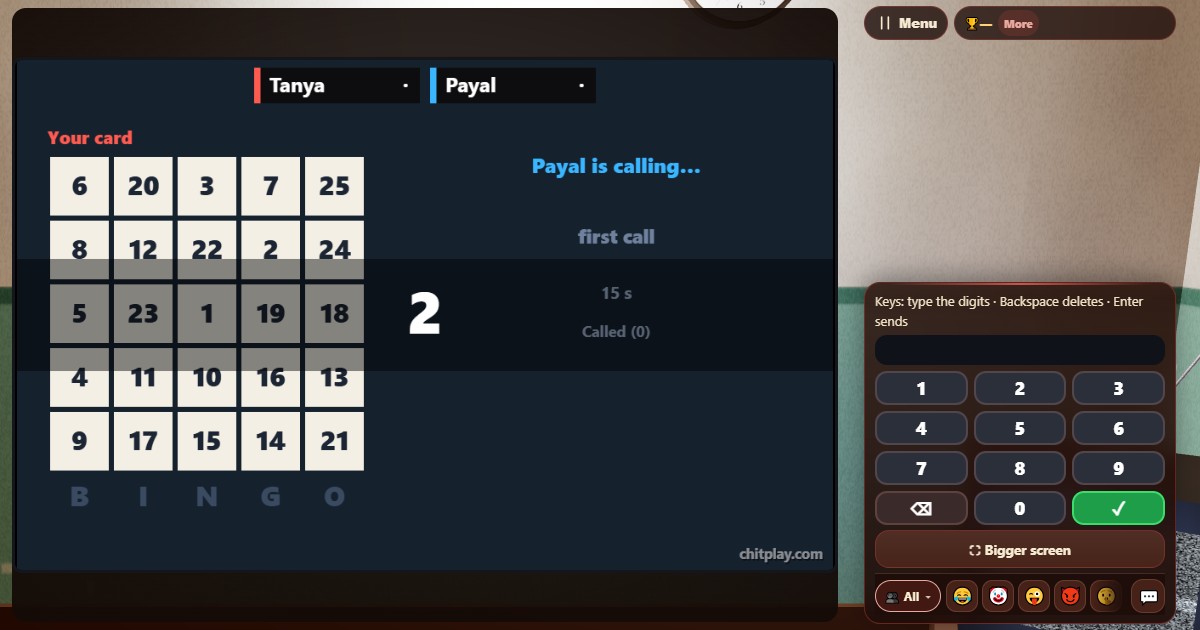 Menu
— More
Tanya ·
Payal ·
Your card
Payal is calling...
6 20 3 7 25
8 12 22 2 24
5 23 1 19 18
4 11 10 16 13
9 17 15 14 21
B I N G O
first call
2
15 s
Called (0)
chitplay.com
Keys: type the digits · Backspace deletes · Enter
sends
1 2 3
4 5 6
7 8 9
0
Bigger screen
All